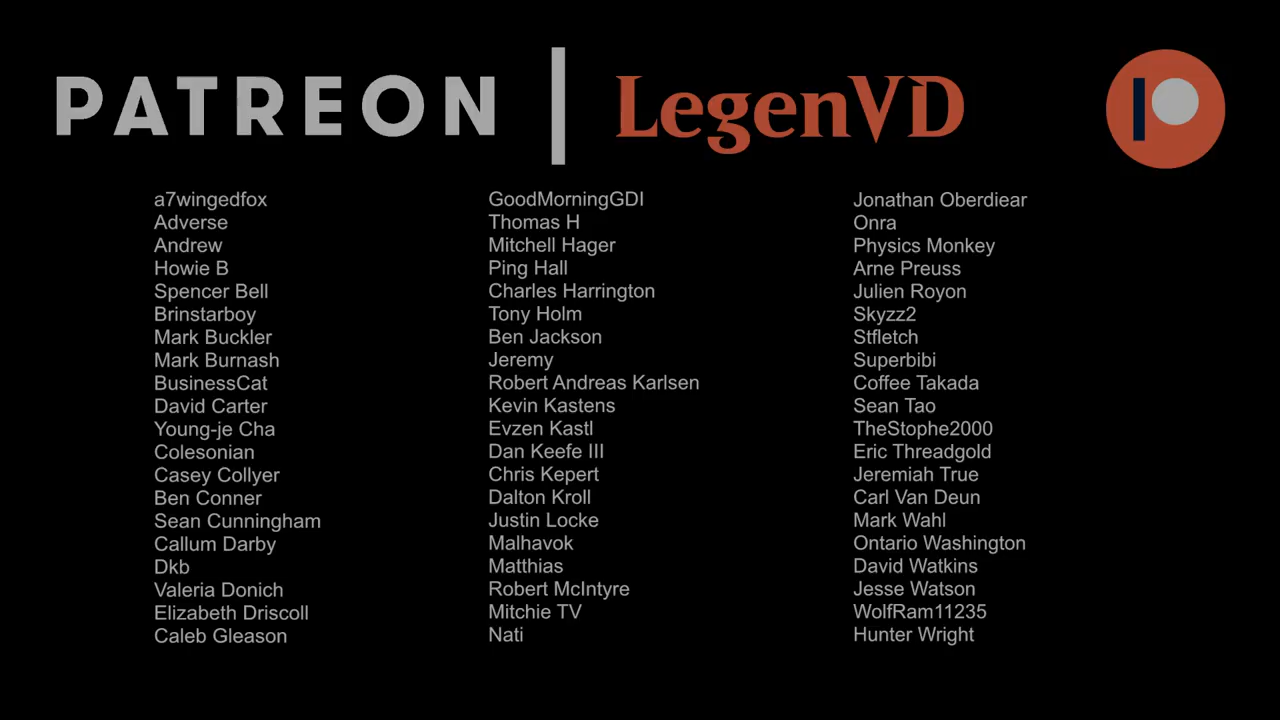 PATREON | LegenVD
a7wingedfox
Adverse
Andrew
Howie B
Spencer Bell
Brinstarboy
Mark Buckler
Mark Burnash
BusinessCat
David Carter
Young-je Cha
Colesonian
Casey Collyer
Ben Conner
Sean Cunningham
Callum Darby
Dkb
Valeria Donich
Elizabeth Driscoll
Caleb Gleason
GoodMorningGDI
Thomas H
Mitchell Hager
Ping Hall
Charles Harrington
Tony Holm
Ben Jackson
Jeremy
Robert Andreas Karlsen
Kevin Kastens
Evzen Kastl
Dan Keefe III
Chris Kepert
Dalton Kroll
Justin Locke
Malhavok
Matthias
Robert McIntyre
Mitchie TV
Nati
Jonathan Oberdiear
Onra
Physics Monkey
Arne Preuss
Julien Royon
Skyzz2
Stfletch
Superbibi
Coffee Takada
Sean Tao
TheStophe2000
Eric Threadgold
Jeremiah True
Carl Van Deun
Mark Wahl
Ontario Washington
David Watkins
Jesse Watson
WolfRam11235
Hunter Wright